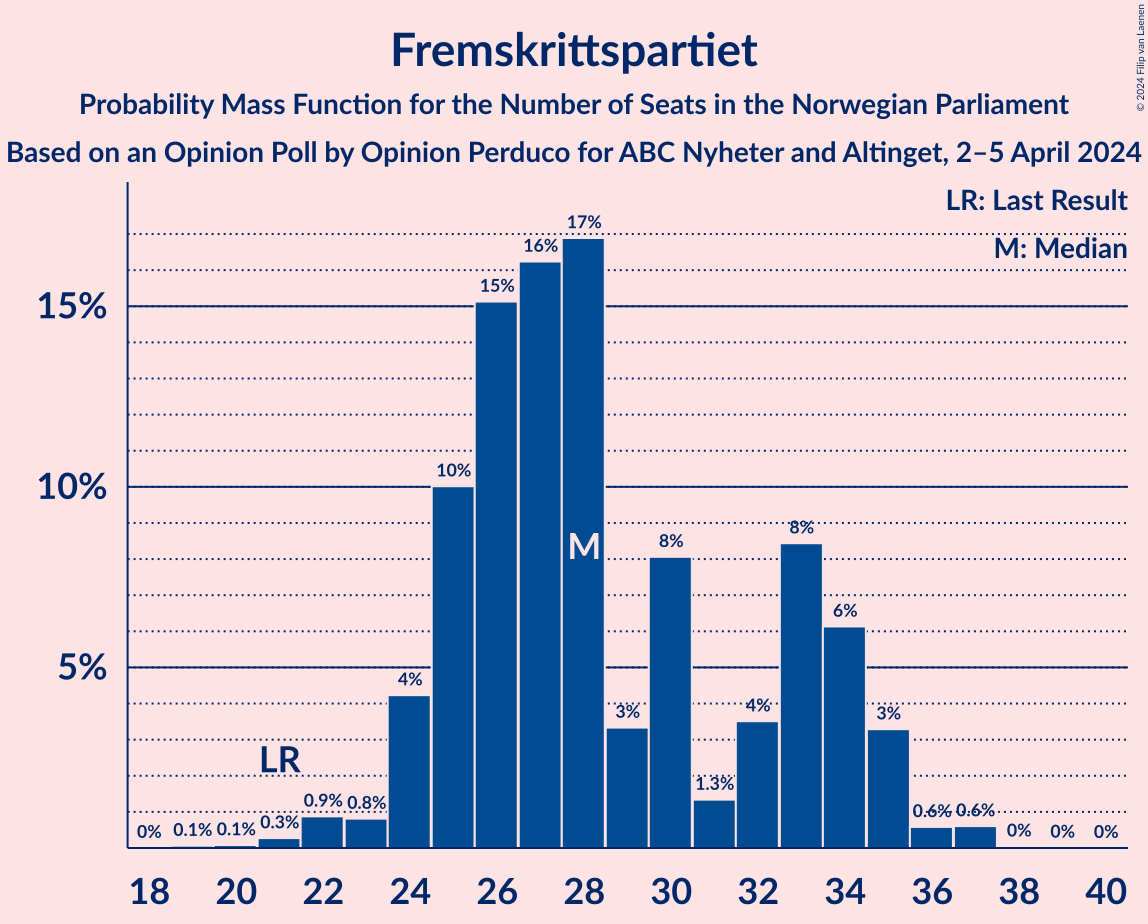 Fremskrittspartiet
Probability Mass Function for the Number of Seats in the Norwegian Parliament
Based on an Opinion Poll by Opinion Perduco for ABC Nyheter and Altinget, 2–5 April 2024
© 2024 Filip van Laenen
LR: Last Result
M: Median
15%
10%
5%
0% 0.1% 0.1% 0.3% 0.9% 0.8% 4% 10% 15% 16% 17% 3% 8% 1.3% 4% 8% 6% 3% 0.6% 0.6% 0% 0% 0%
LR
M
18 20 22 24 26 28 30 32 34 36 38 40